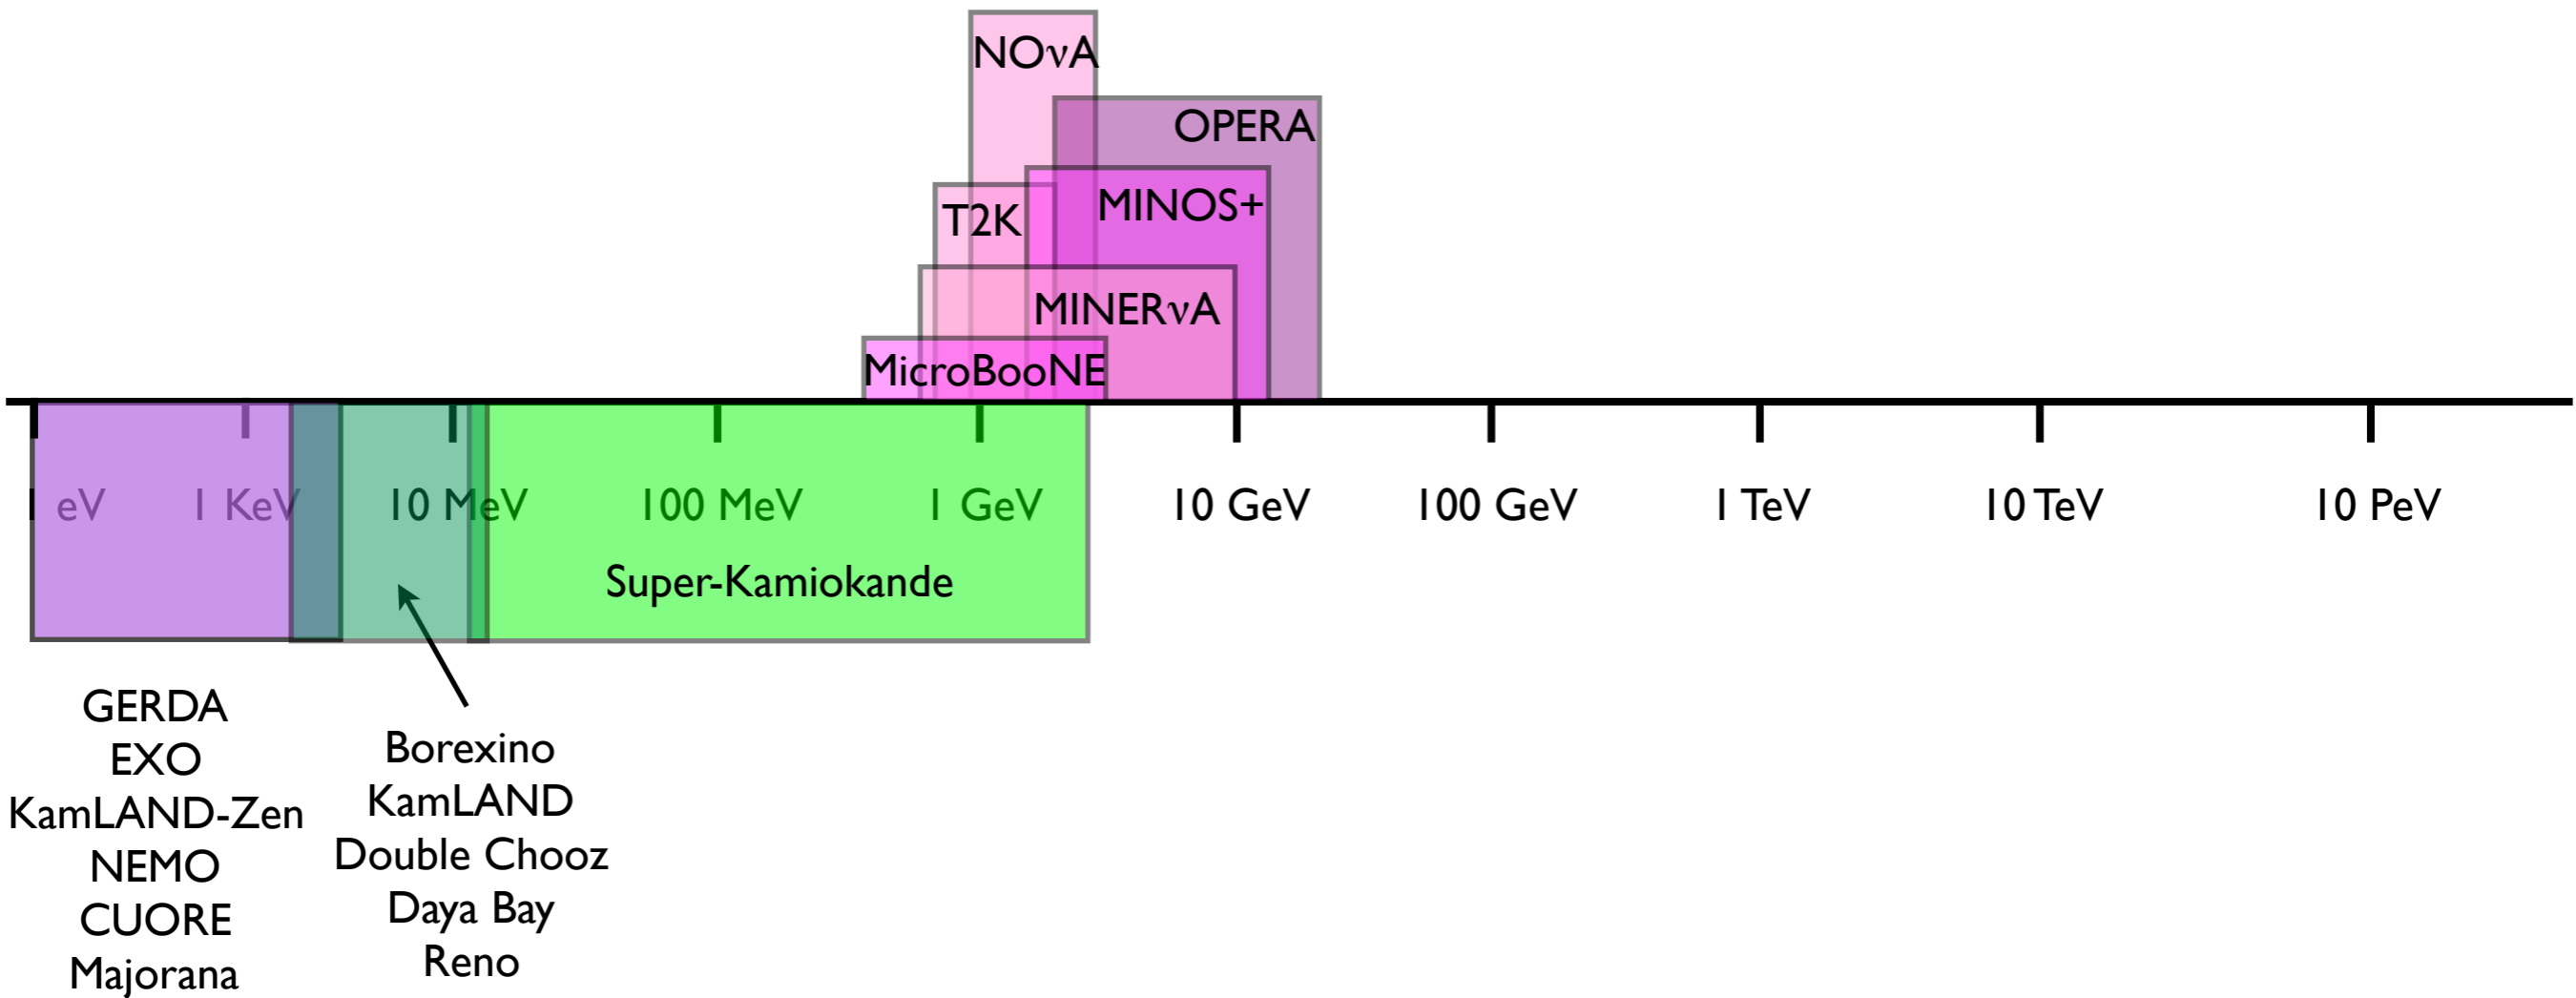 NOνA
OPERA
MINOS+
T2K
MINERνA
MicroBooNE
1 eV 1 KeV 10 MeV 100 MeV 1 GeV 10 GeV 100 GeV 1 TeV 10 TeV 10 PeV
Super-Kamiokande
GERDA
EXO
KamLAND-Zen
NEMO
CUORE
Majorana
Borexino
KamLAND
Double Chooz
Daya Bay
Reno